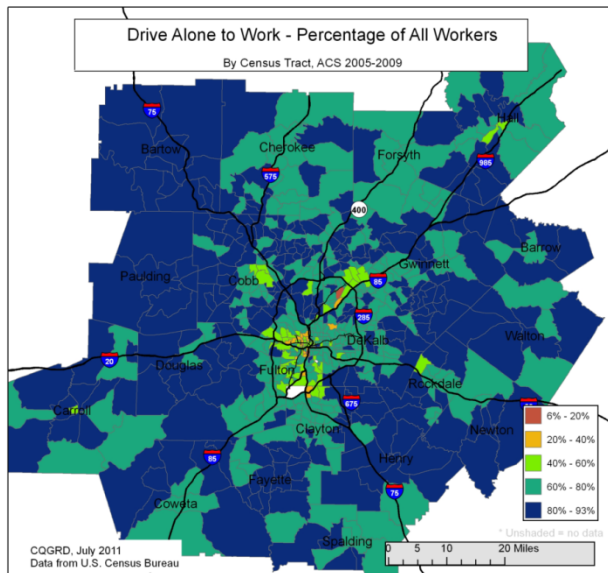 Drive Alone to Work - Percentage of All Workers
By Census Tract, ACS 2005-2009
75
Hall
Bartow
Cherokee
Forsyth
575
985
400
Barrow
Gwinnett
Paulding
Cobb
85
285
DeKalb
Walton
20
Douglas
Fulton
Rockdale
Carroll
675
Newton
Clayton
Henry
85
Fayette
75
Coweta
Spalding
6% - 20%
20% - 40%
40% - 60%
60% - 80%
80% - 93%
* Unshaded = no data
CQGRD, July 2011
Data from U.S. Census Bureau
0 5 10 20 Miles